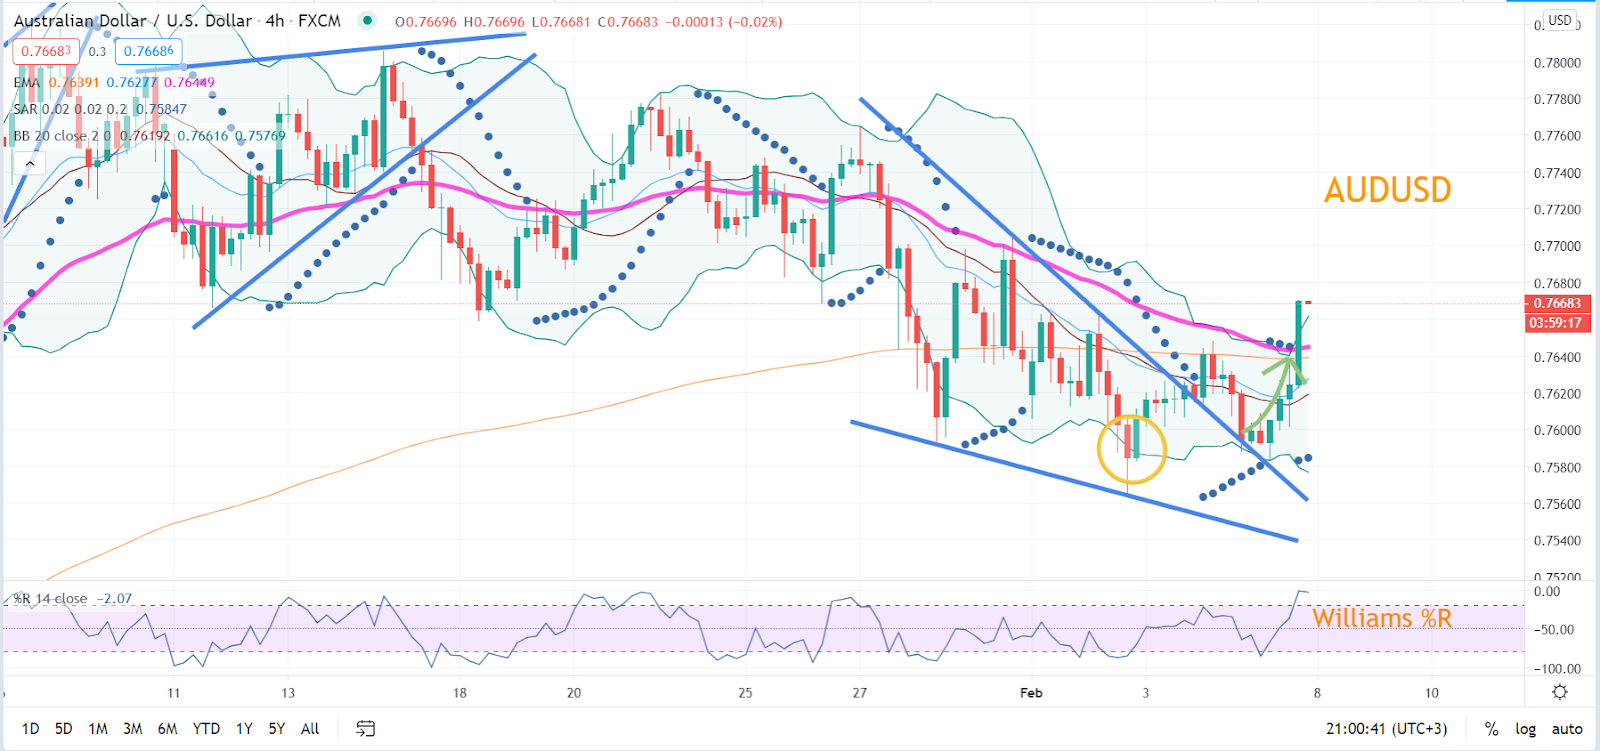 Australian Dollar / U.S. Dollar · 4h · FXCM O0.76696 H0.76696 L0.76681 C0.76683 −0.00013 (−0.02%)
0.76683 0.3 0.76686
EMA 0.76391 0.76277 0.76449
SAR 0.02 0.02 0.2 0.75847
BB 20 close 2 0 0.76192 0.76616 0.75769
USD
0.78000
0.77800
0.77600
0.77400
AUDUSD
0.77200
0.77000
0.76800
0.76683
03:59:17
0.76400
0.76200
0.76000
0.75800
0.75600
0.75400
0.75200
%R 14 close −2.07
0.00
Williams %R
−50.00
−100.00
11 13 18 20 25 27 Feb 3 8 10
1D 5D 1M 3M 6M YTD 1Y 5Y All 21:00:41 (UTC+3) % log auto